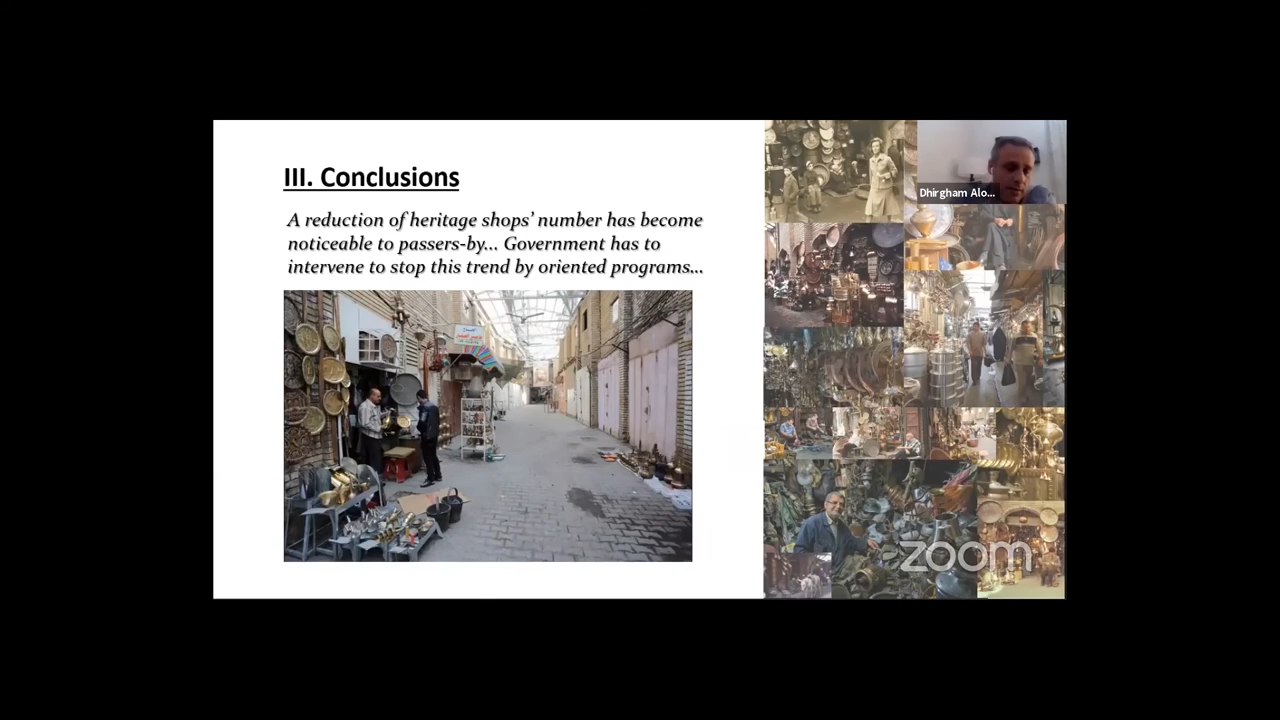 III. Conclusions
A reduction of heritage shops' number has become
noticeable to passers-by... Government has to
intervene to stop this trend by oriented programs...
Dhirgham Alo...
zoom